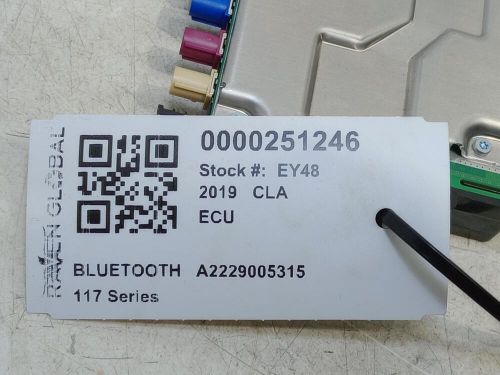 RAVEN GLOBAL
0000251246
Stock #: EY48
2019 CLA
ECU
BLUETOOTH A2229005315
117 Series